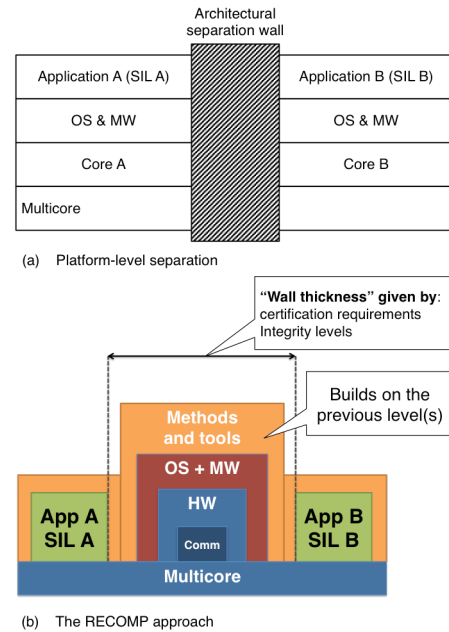 Architectural
separation wall
Application A (SIL A)
Application B (SIL B)
OS & MW
OS & MW
Core A
Core B
Multicore
(a) Platform-level separation
“Wall thickness” given by:
certification requirements
Integrity levels
Builds on the
previous level(s)
Methods
and tools
OS + MW
HW
App A
SIL A
Comm
App B
SIL B
Multicore
(b) The RECOMP approach